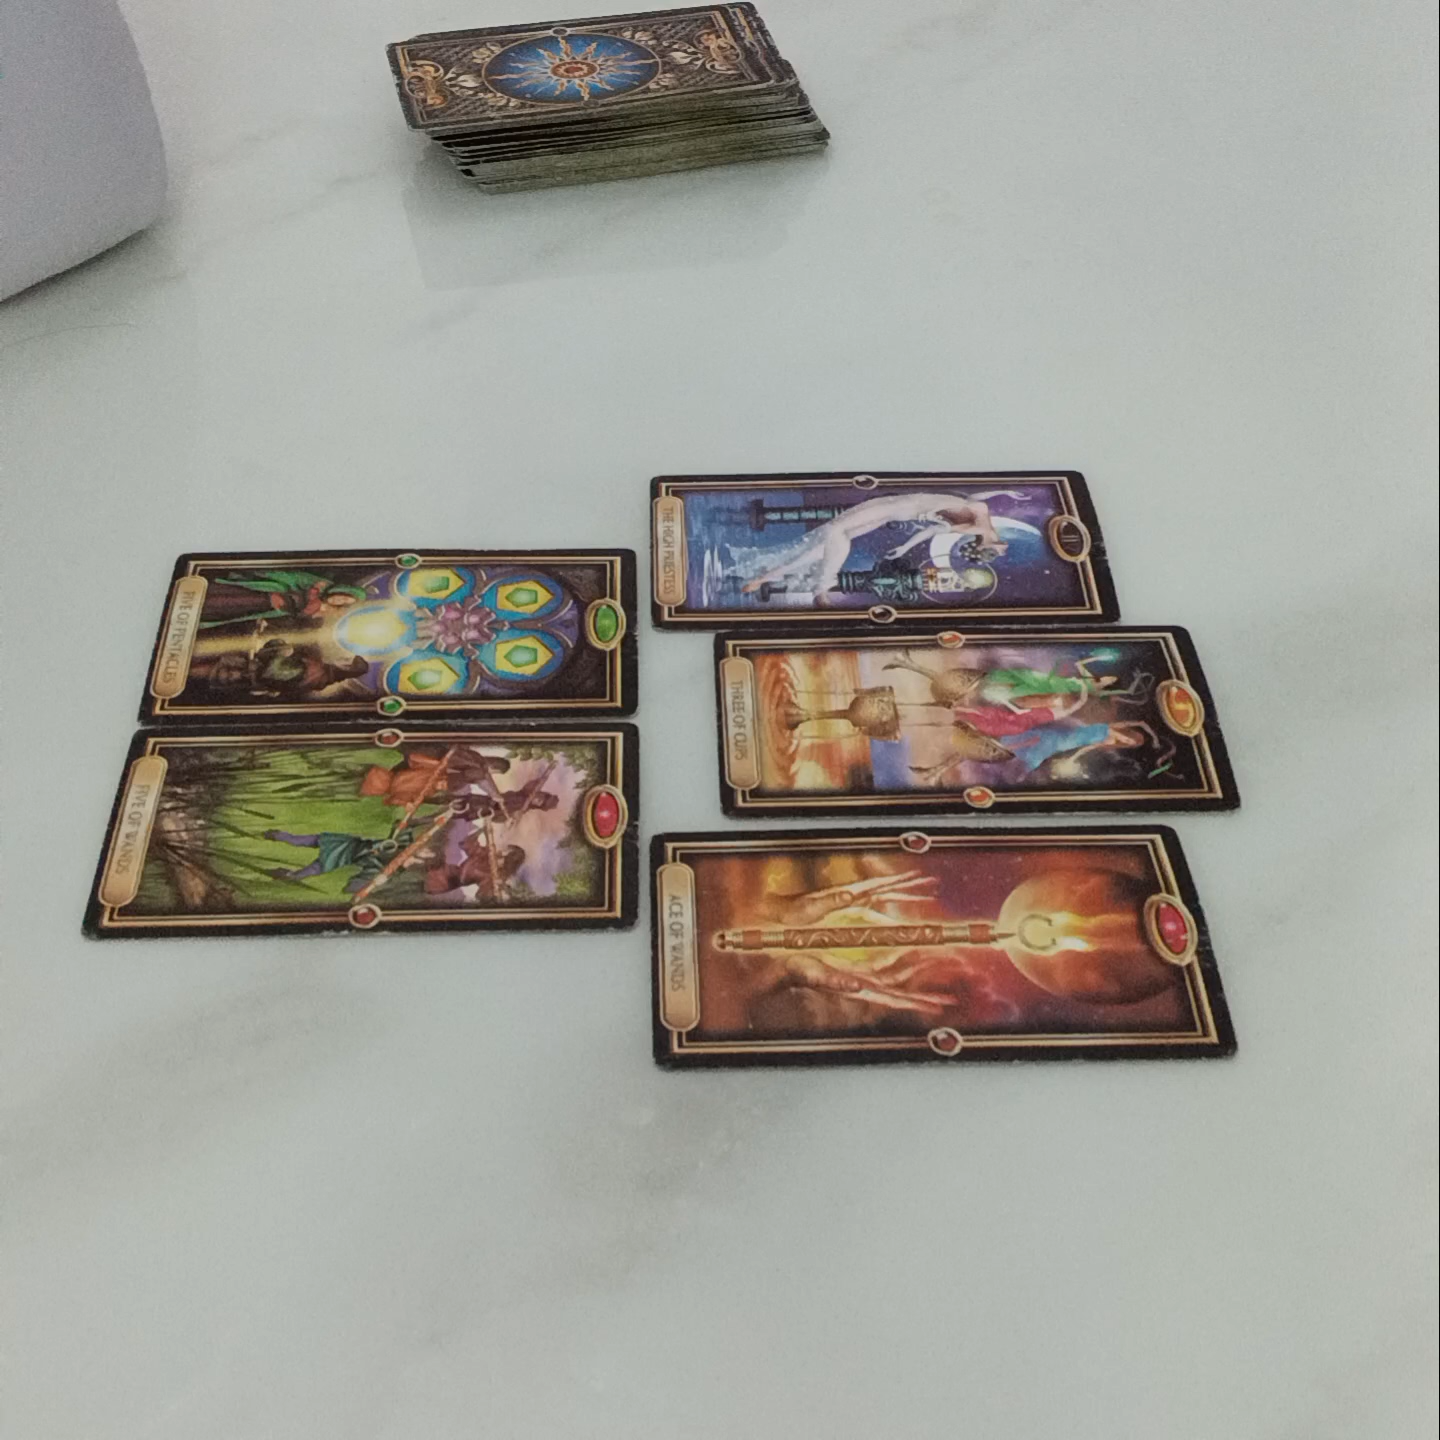 THE HIGH PRIESTESS
II
FIVE OF PENTACLES
THREE OF CUPS
FIVE OF WANDS
ACE OF WANDS